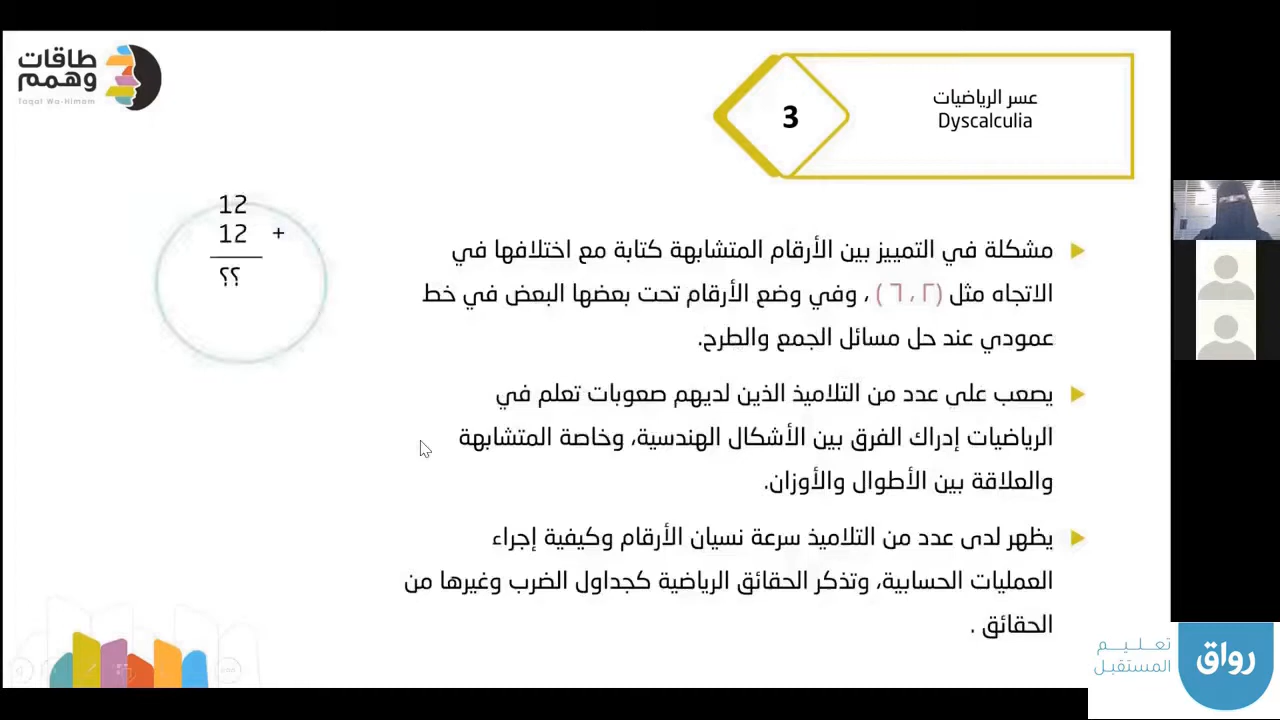 طاقات
وهمم
Taqat Wa-Himam
عسر الرياضيات
Dyscalculia
3
12
12 +
؟؟
مشكلة في التمييز بين الأرقام المتشابهة كتابة مع اختلافها في
الاتجاه مثل (٢، ٦) ، وفي وضع الأرقام تحت بعضها البعض في خط
عمودي عند حل مسائل الجمع والطرح.
يصعب على عدد من التلاميذ الذين لديهم صعوبات تعلم في
الرياضيات إدراك الفرق بين الأشكال الهندسية، وخاصة المتشابهة
والعلاقة بين الأطوال والأوزان.
يظهر لدى عدد من التلاميذ سرعة نسيان الأرقام وكيفية إجراء
العمليات الحسابية، وتذكر الحقائق الرياضية كجداول الضرب وغيرها من
الحقائق .
تعليم
المستقبل
رواق